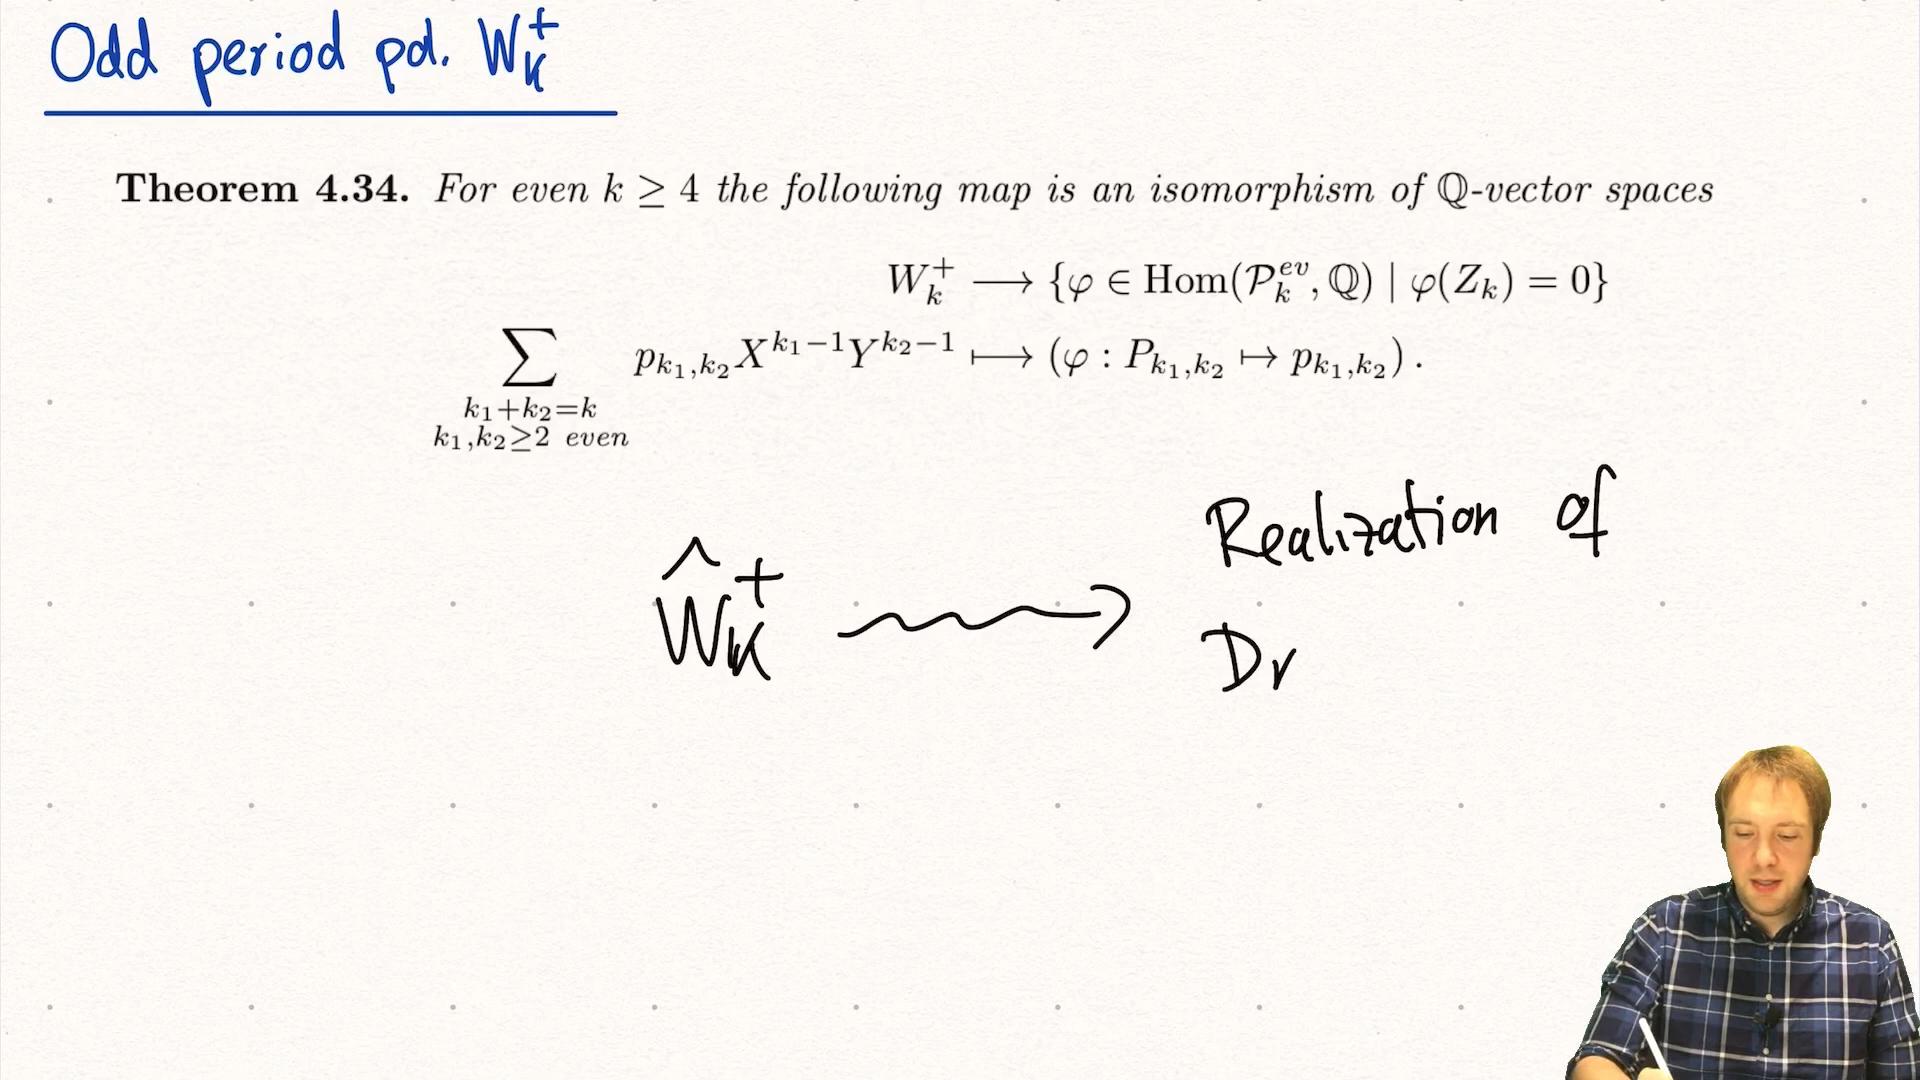 Odd period pol. W_k^+
Theorem 4.34. For even k ≥ 4 the following map is an isomorphism of ℚ-vector spaces
W_k^+ ⟶ {φ ∈ Hom(𝒫_k^{ev}, ℚ) | φ(Z_k) = 0}
∑_{k_1+k_2=k, k_1,k_2≥2 even} p_{k_1,k_2} X^{k_1−1} Y^{k_2−1} ⟼ (φ : P_{k_1,k_2} ↦ p_{k_1,k_2}) .
Realization of
Ŵ_k^+ ⇝ Dr